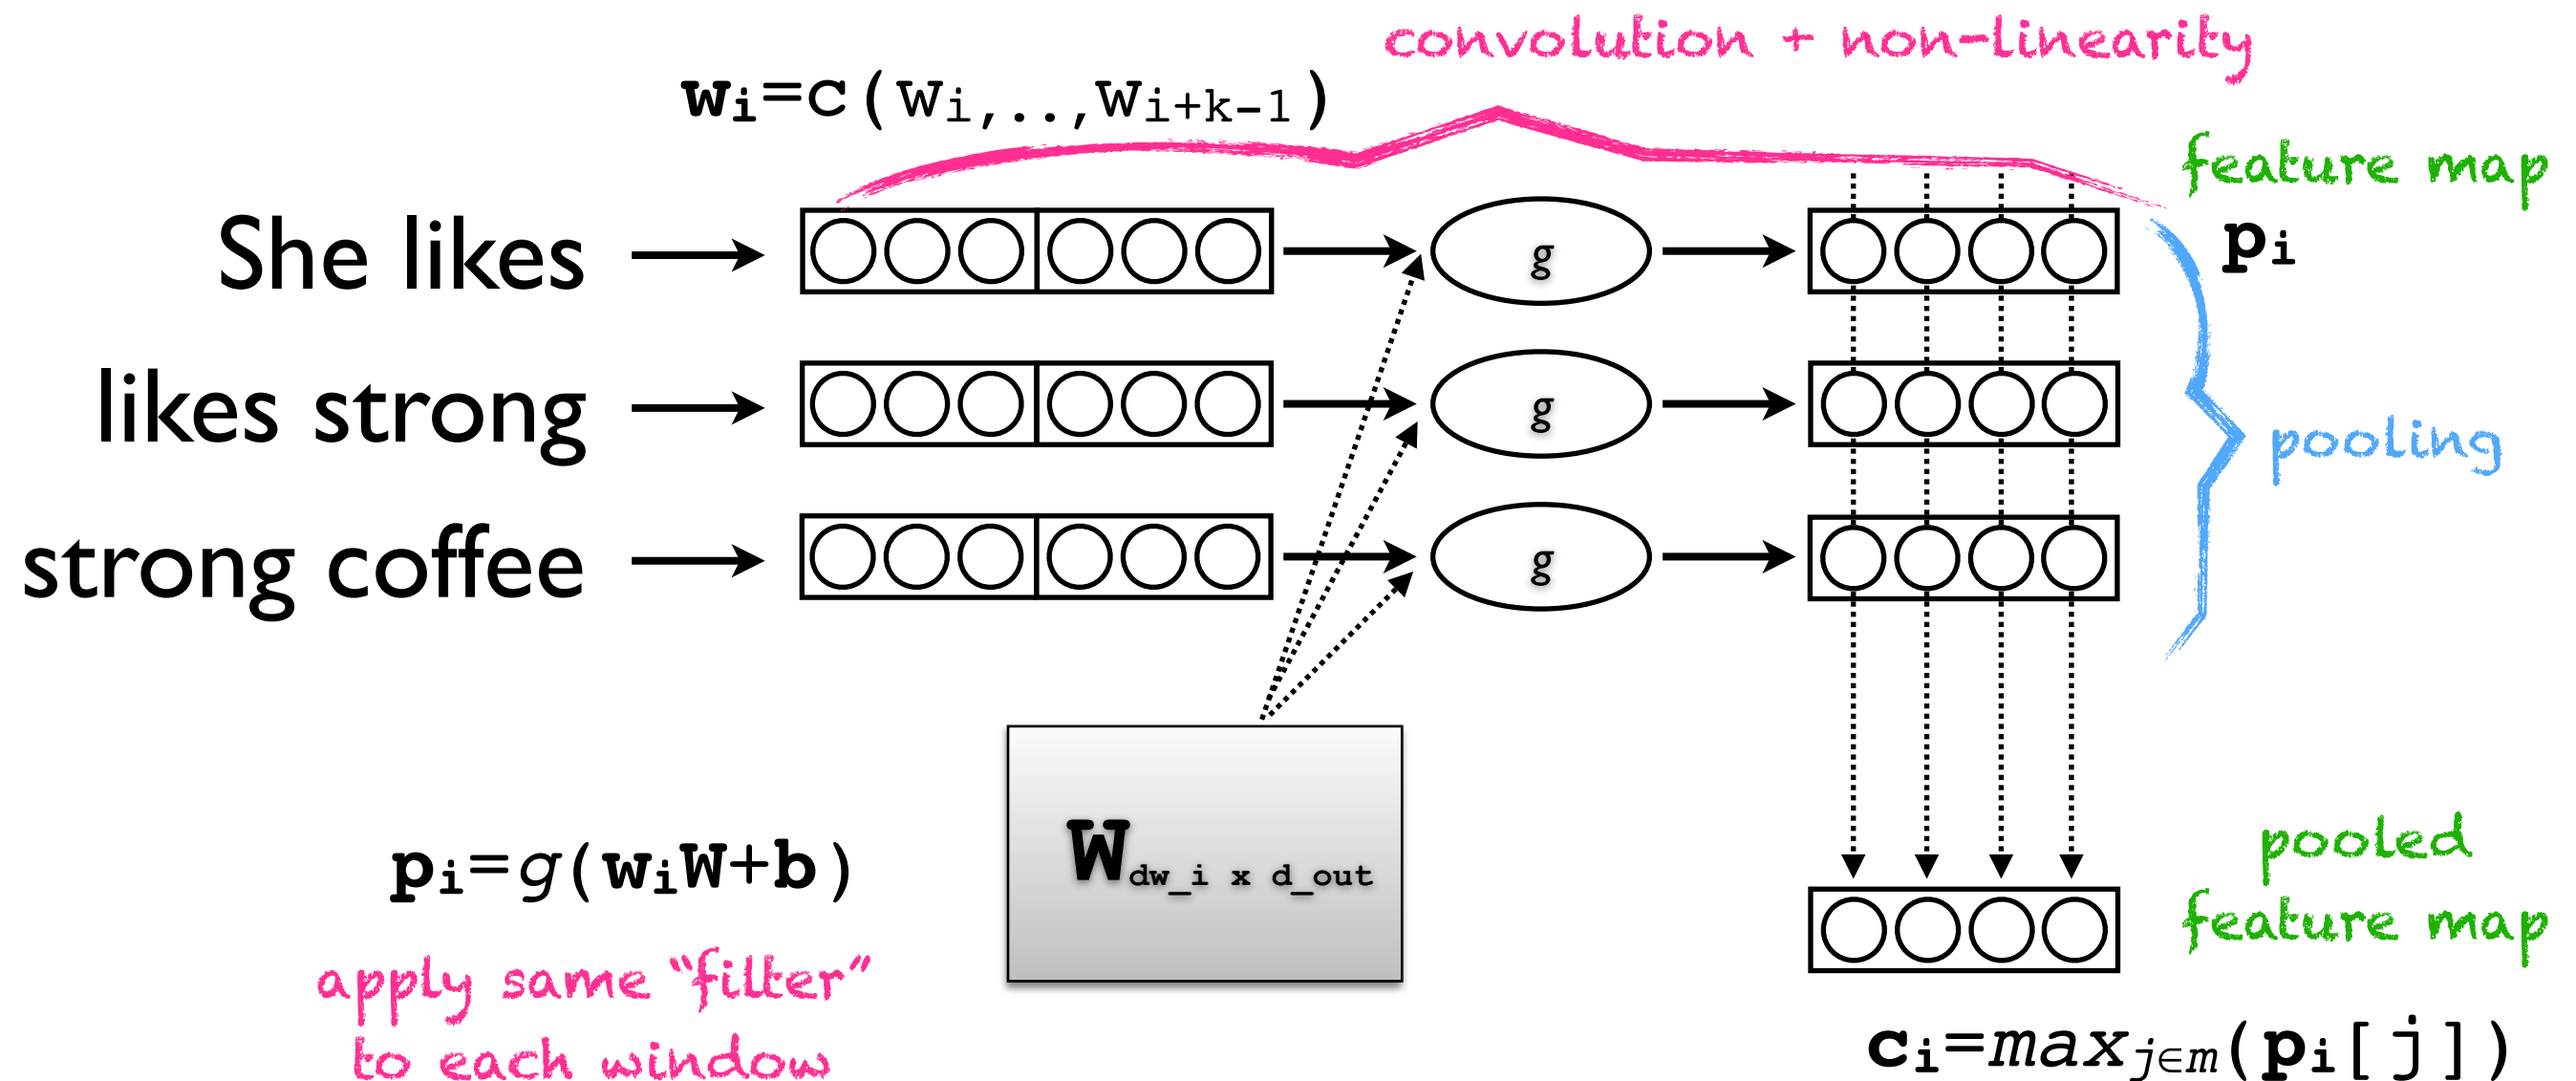 convolution + non-linearity
wi=c(wi,..,wi+k-1)
feature map
pi
She likes
g
likes strong
g
pooling
strong coffee
g
Wdw_i x d_out
pi=g(wiW+b)
apply same “filter”
to each window
pooled
feature map
ci=maxj∈m(pi[j])